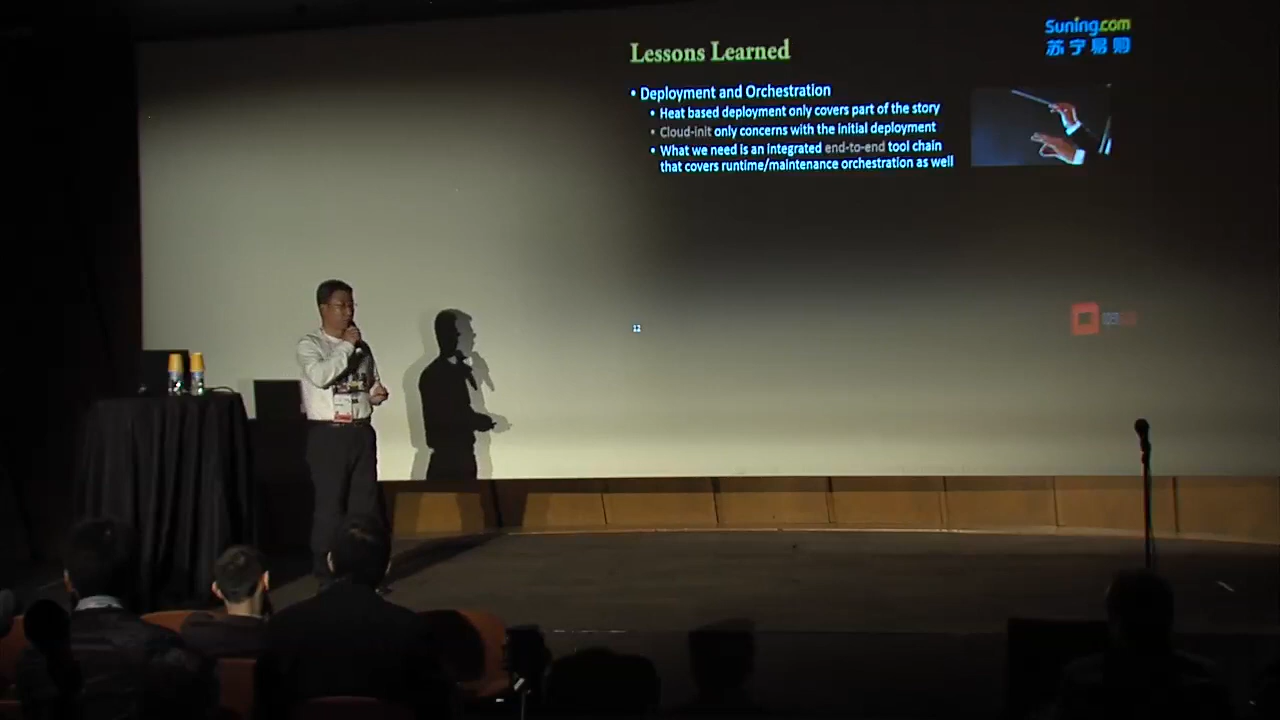 Suning.com
苏宁易购
Lessons Learned
• Deployment and Orchestration
• Heat based deployment only covers part of the story
• Cloud-init only concerns with the initial deployment
• What we need is an integrated end-to-end tool chain
that covers runtime/maintenance orchestration as well
12